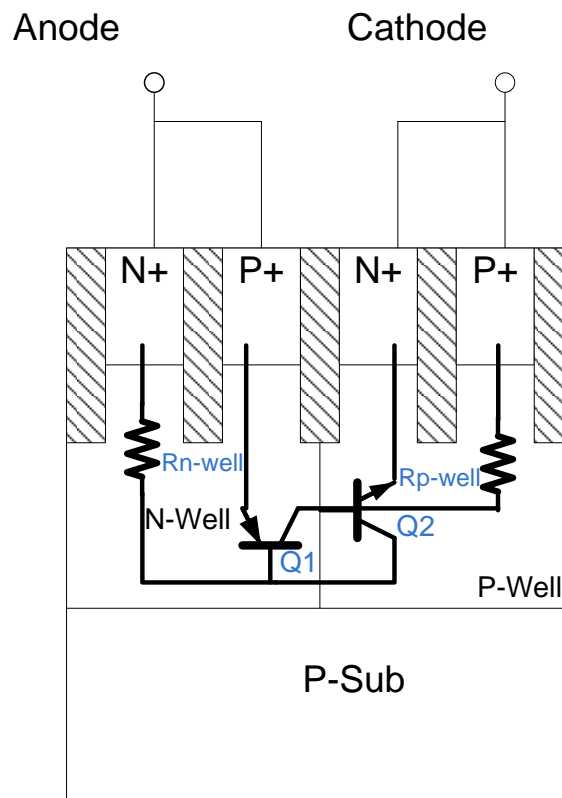 Anode Cathode
N+ P+ N+ P+
Rn-well Rp-well
N-Well Q1 Q2
P-Well
P-Sub